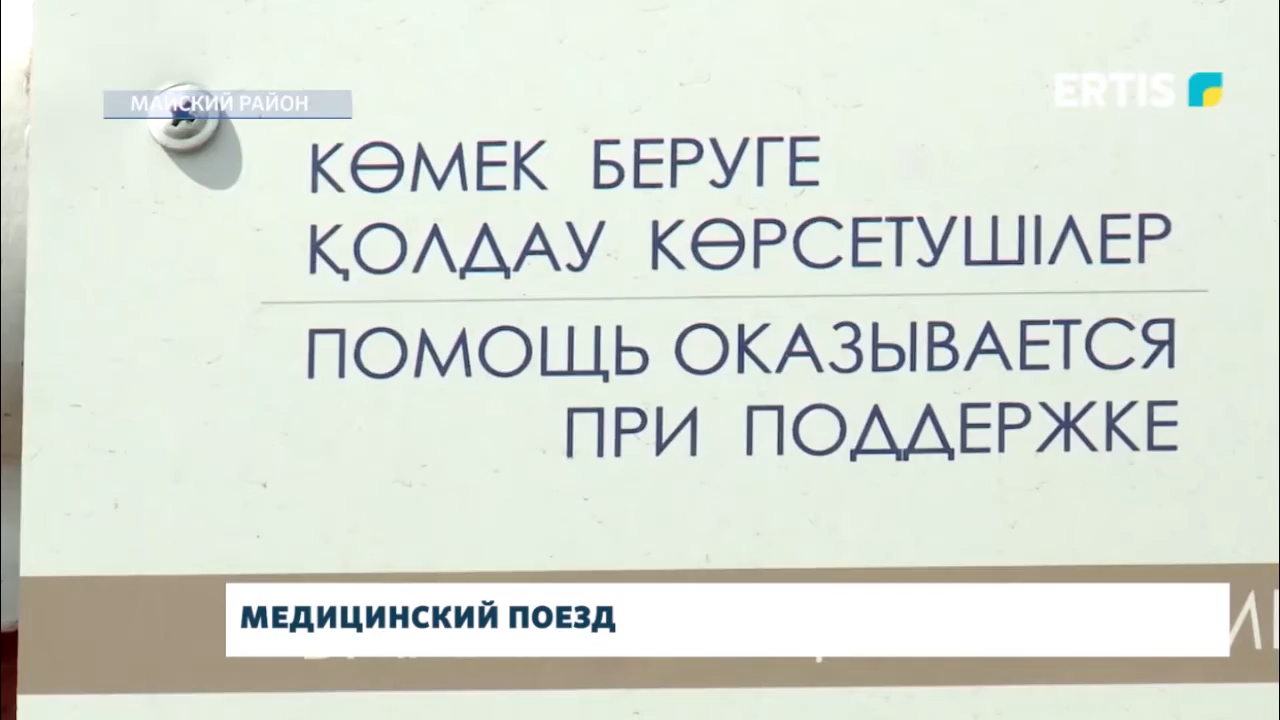 МАЙСКИЙ РАЙОН
ERTIS
КӨМЕК БЕРУГЕ
ҚОЛДАУ КӨРСЕТУШІЛЕР
ПОМОЩЬ ОКАЗЫВАЕТСЯ
ПРИ ПОДДЕРЖКЕ
МЕДИЦИНСКИЙ ПОЕЗД